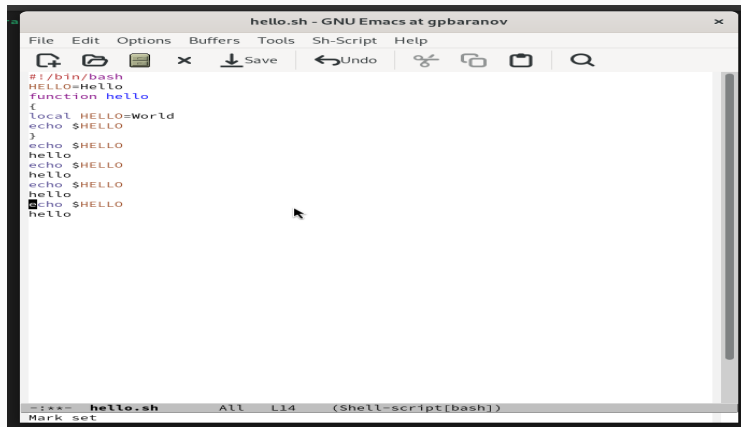 hello.sh - GNU Emacs at gpbaranov
File Edit Options Buffers Tools Sh-Script Help
Save Undo
#!/bin/bash
HELLO=Hello
function hello
{
local HELLO=World
echo $HELLO
}
echo $HELLO
hello
echo $HELLO
hello
echo $HELLO
hello
echo $HELLO
hello
-:**- hello.sh All L14 (Shell-script[bash])
Mark set